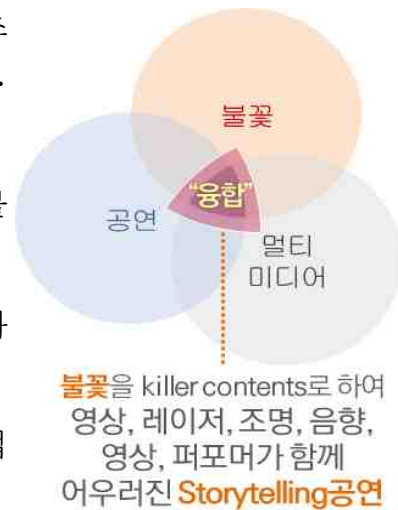 불꽃
"융합"
공연
멀티
미디어
불꽃을 killer contents로 하여
영상, 레이저, 조명, 음향,
영상, 퍼포머가 함께
어우러진 Storytelling공연